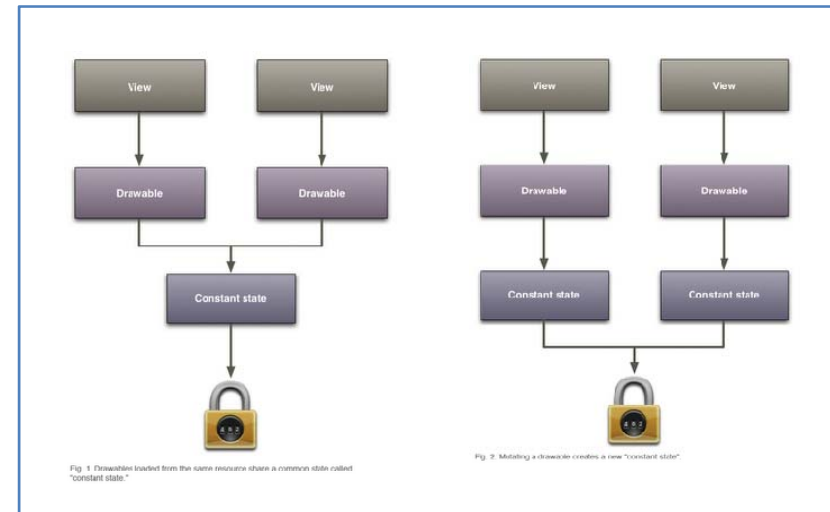 View
View
Drawable
Drawable
Constant state
Fig. 1. Drawables loaded from the same resource share a common state called
"constant state."
View
View
Drawable
Drawable
Constant state
Constant state
Fig. 2. Mutating a drawable creates a new "constant state".